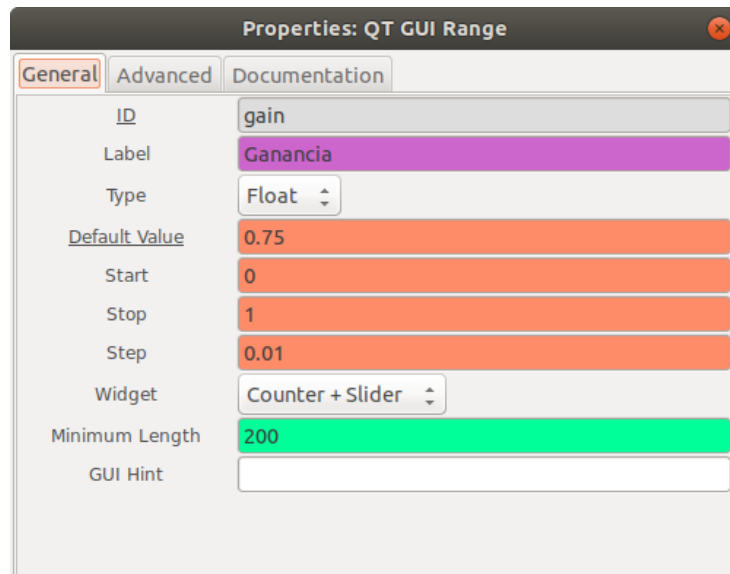 Properties: QT GUI Range
General Advanced Documentation
ID gain
Label Ganancia
Type Float
Default Value 0.75
Start 0
Stop 1
Step 0.01
Widget Counter + Slider
Minimum Length 200
GUI Hint